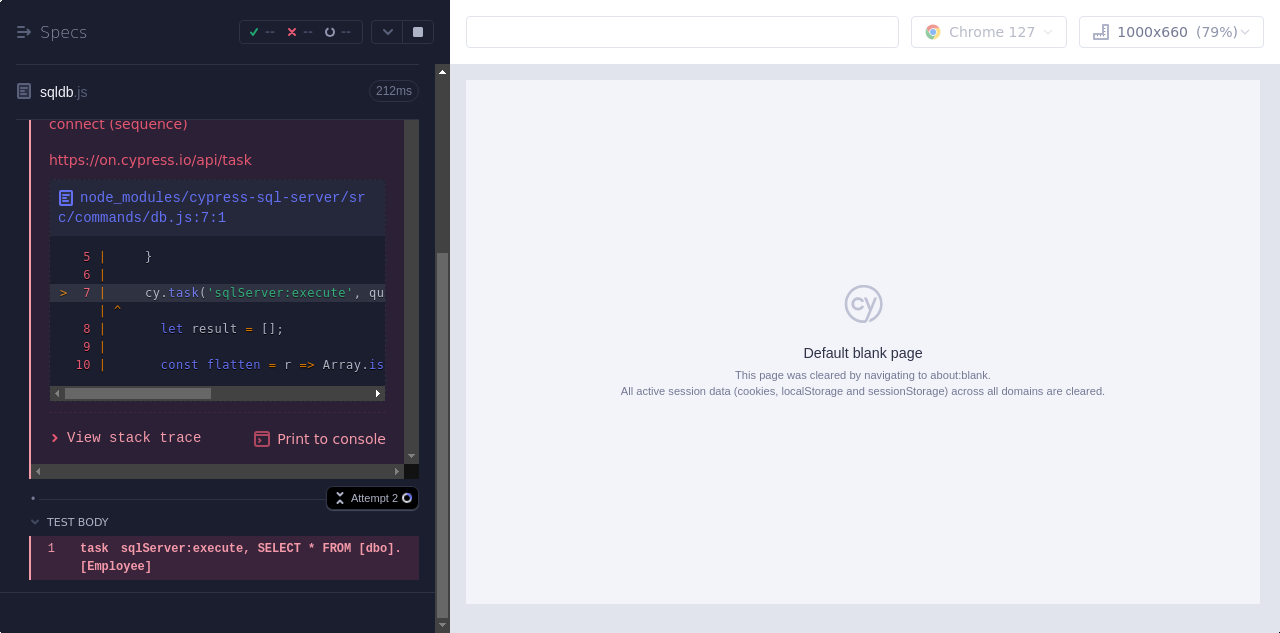 Specs
--
--
--
Chrome 127
1000x660 (79%)
sqldb.js
212ms
connect (sequence)
https://on.cypress.io/api/task
node_modules/cypress-sql-server/sr
c/commands/db.js:7:1
5 | }
6 |
> 7 | cy.task('sqlServer:execute', qu
| ^
8 | let result = [];
9 |
10 | const flatten = r => Array.is
View stack trace
Print to console
Attempt 2
TEST BODY
1 task sqlServer:execute, SELECT * FROM [dbo].
[Employee]
cy
Default blank page
This page was cleared by navigating to about:blank.
All active session data (cookies, localStorage and sessionStorage) across all domains are cleared.